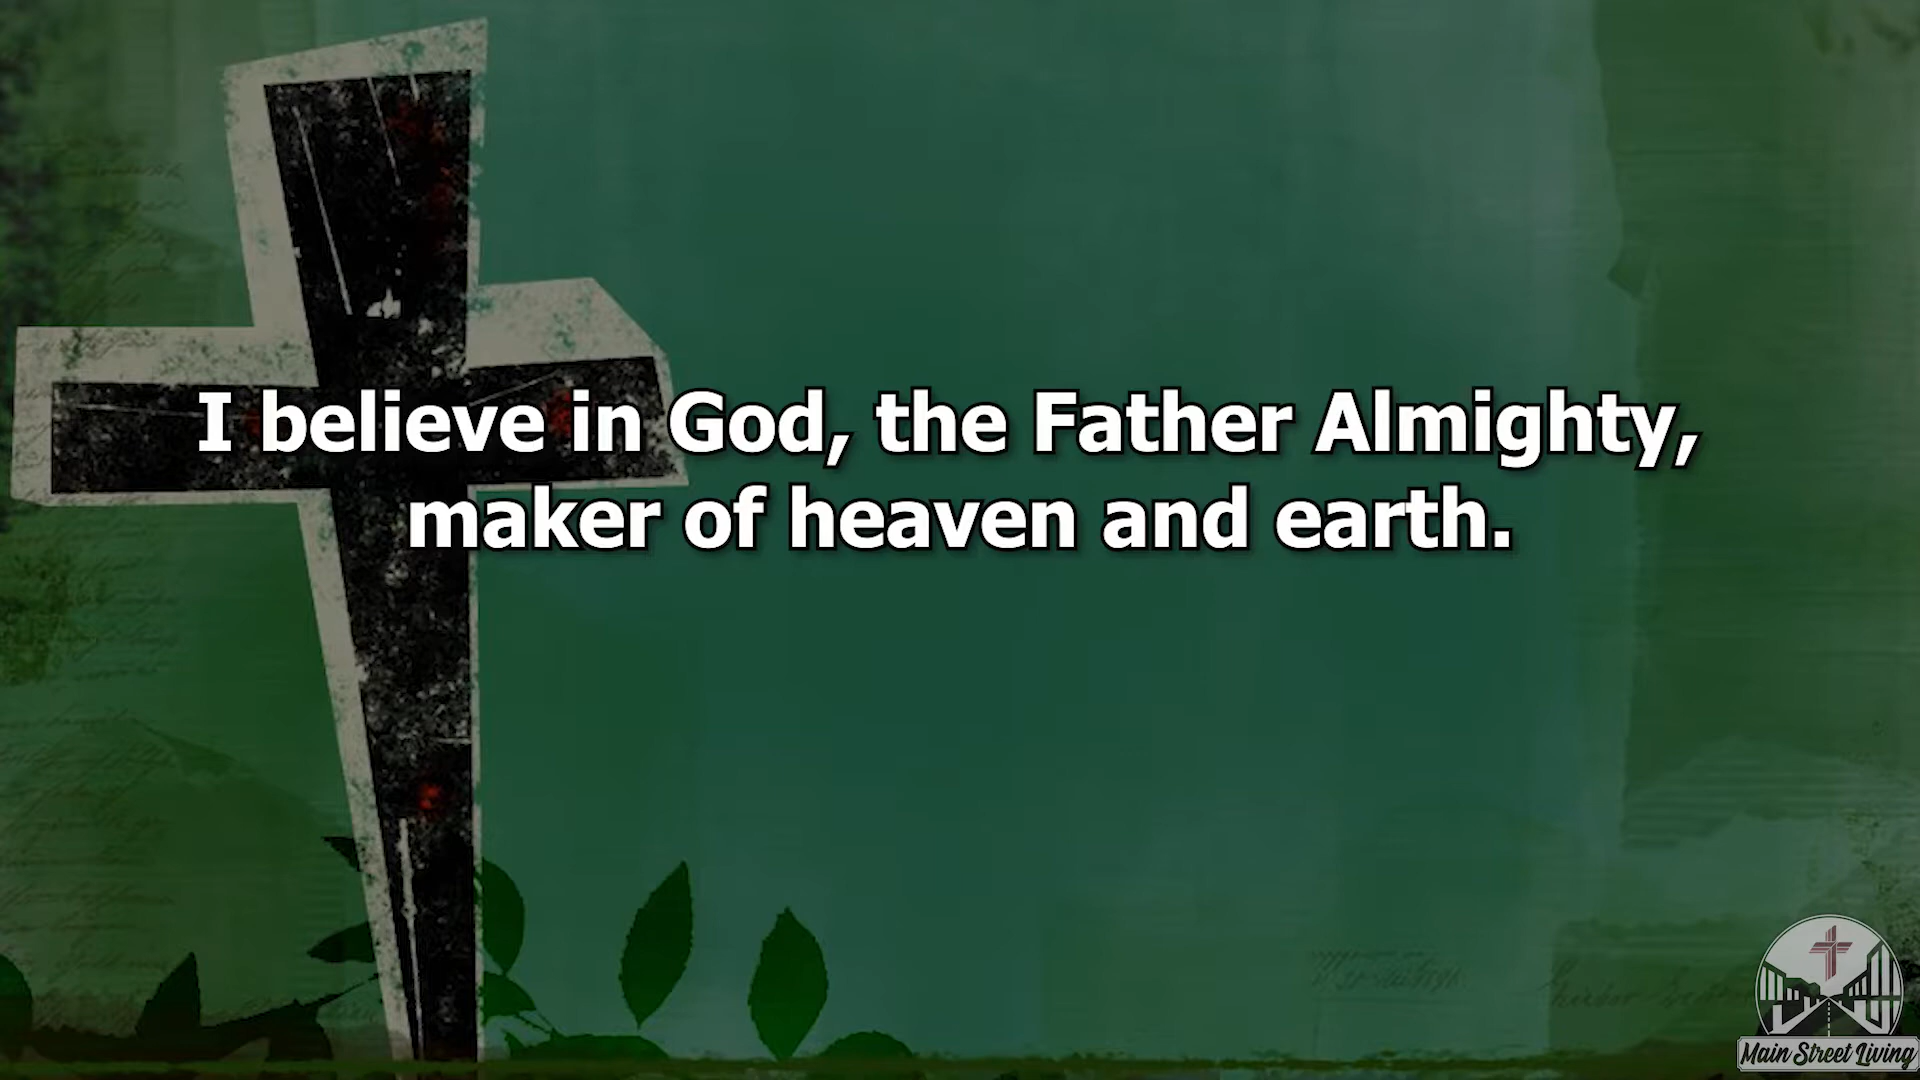 I believe in God, the Father Almighty,
maker of heaven and earth.
Main Street Living